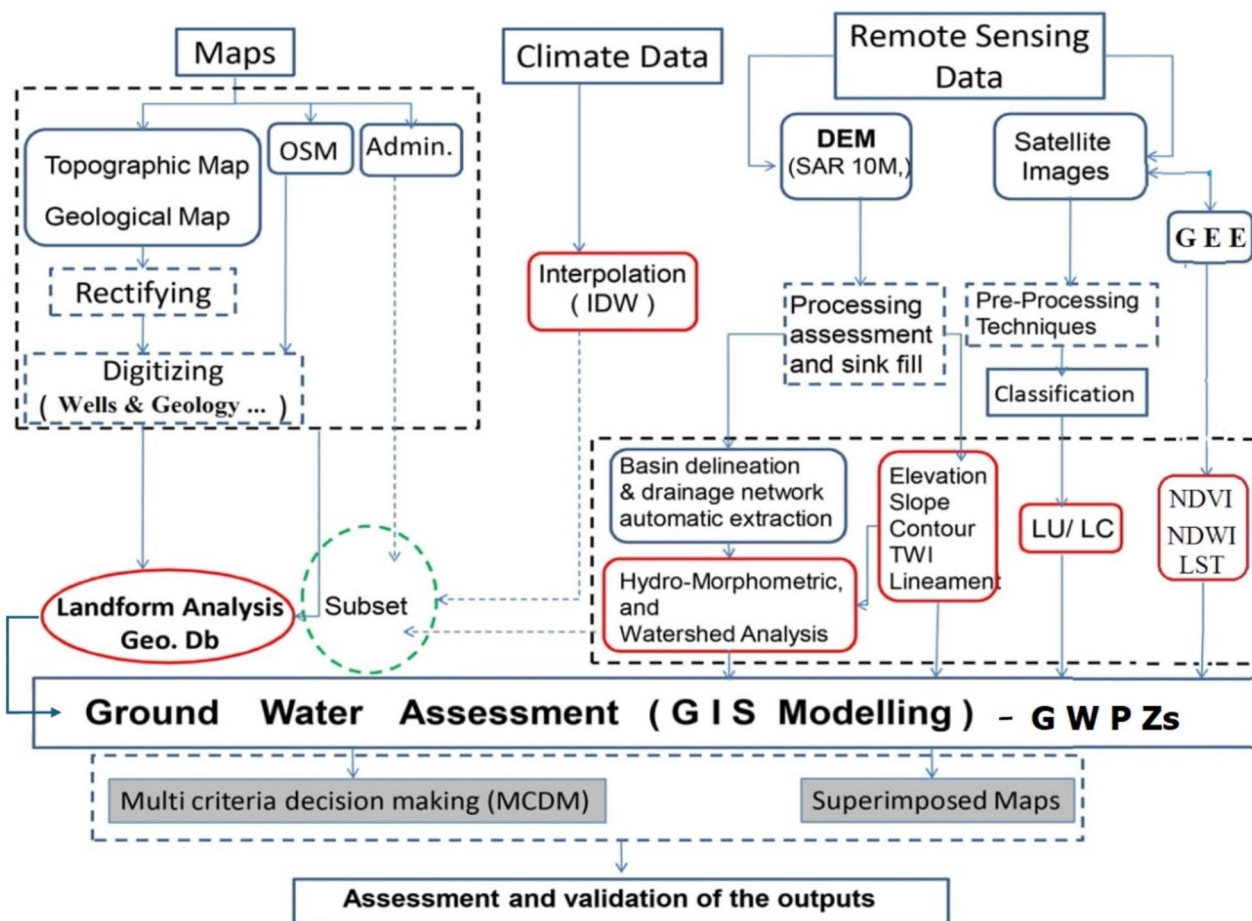 Maps
Climate Data
Remote Sensing
Data
Topographic Map
Geological Map
OSM
Admin.
DEM
(SAR 10M,)
Satellite
Images
G E E
Rectifying
Interpolation
( IDW )
Processing
assessment
and sink fill
Pre-Processing
Techniques
Digitizing
( Wells & Geology ... )
Classification
Basin delineation
& drainage network
automatic extraction
Elevation
Slope
Contour
TWI
Lineament
LU/ LC
NDVI
NDWI
LST
Hydro-Morphometric,
and
Watershed Analysis
Landform Analysis
Geo. Db
Subset
Ground Water Assessment ( G I S Modelling ) - G W P Zs
Multi criteria decision making (MCDM)
Superimposed Maps
Assessment and validation of the outputs